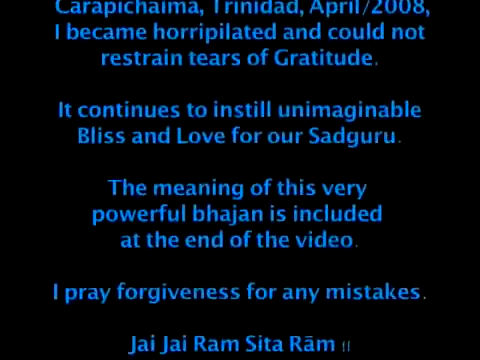 Carapichaima, Trinidad, April/2008,
I became horripilated and could not
restrain tears of Gratitude.
It continues to instill unimaginable
Bliss and Love for our Sadguru.
The meaning of this very
powerful bhajan is included
at the end of the video.
I pray forgiveness for any mistakes.
Jai Jai Ram Sita Rām ॥